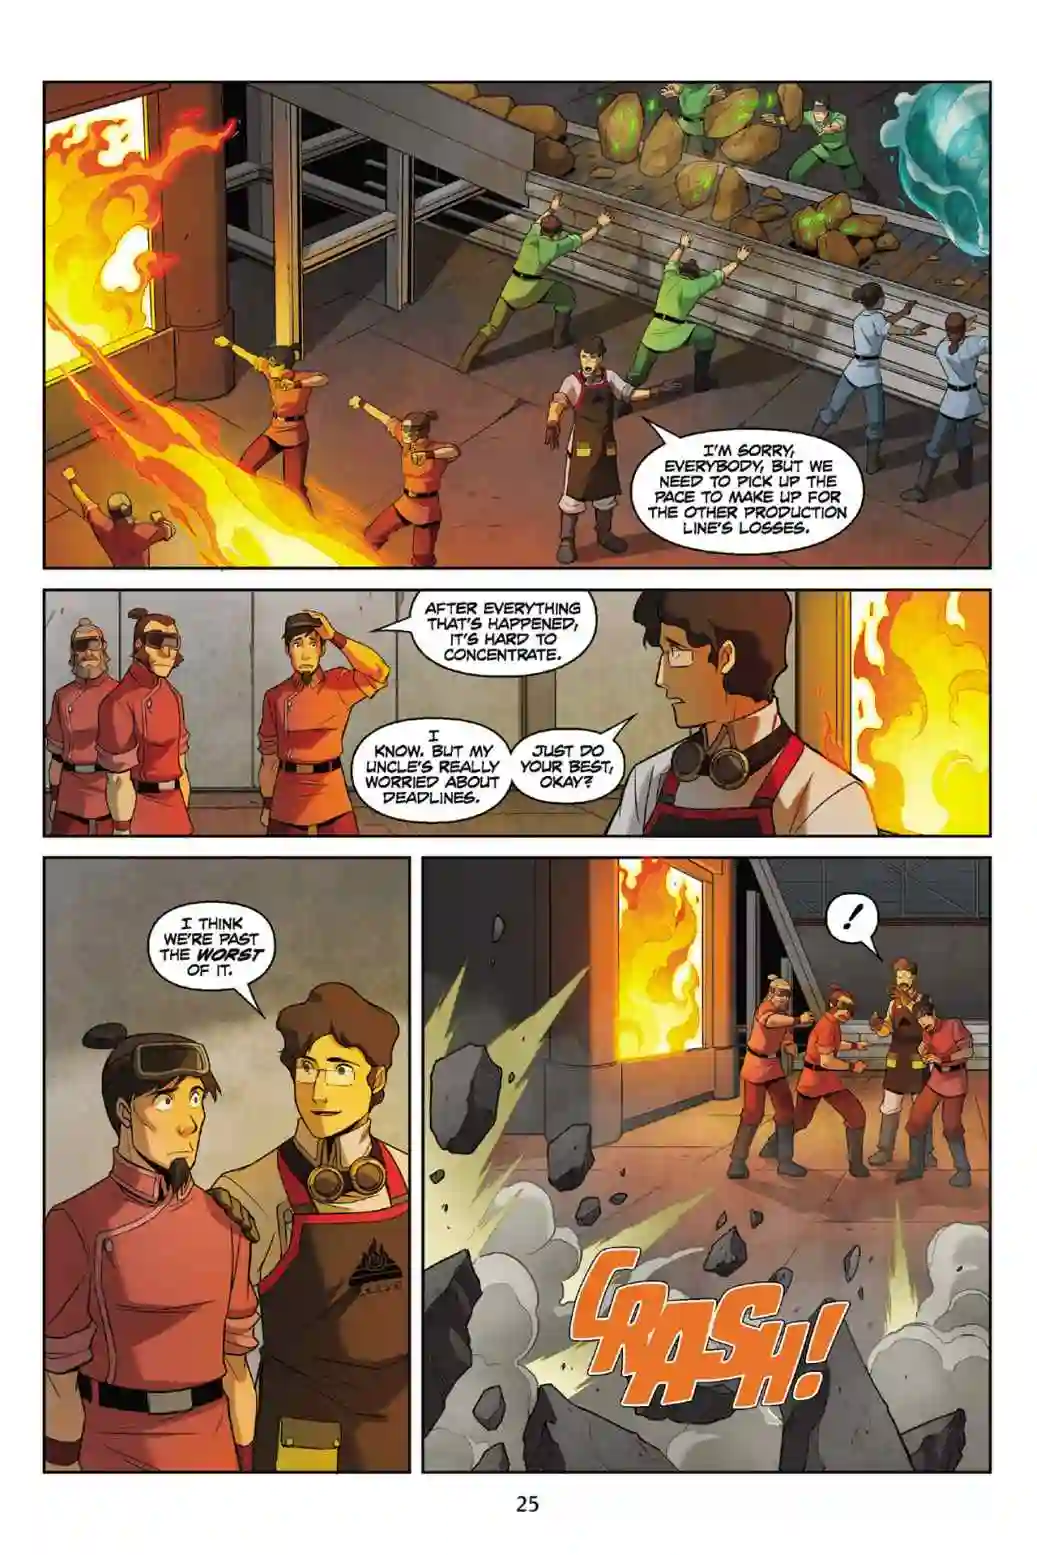 I'M SORRY,
EVERYBODY, BUT WE
NEED TO PICK UP THE
PACE TO MAKE UP FOR
THE OTHER PRODUCTION
LINE'S LOSSES.
AFTER EVERYTHING
THAT'S HAPPENED,
IT'S HARD TO
CONCENTRATE.
I
KNOW. BUT MY
UNCLE'S REALLY
WORRIED ABOUT
DEADLINES.
JUST DO
YOUR BEST,
OKAY?
I THINK
WE'RE PAST
THE WORST
OF IT.
!
CRASH!
25